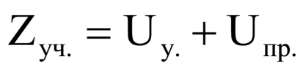 Zуч. = Uу. + Uпр.